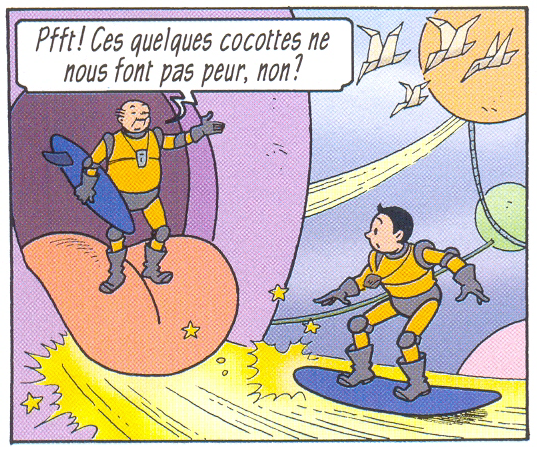 Pfft! Ces quelques cocottes ne
nous font pas peur, non?